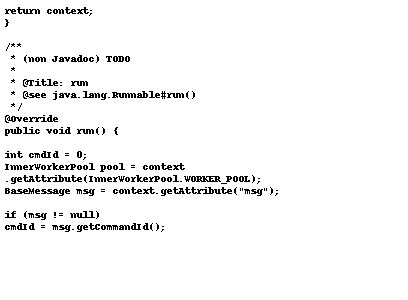 return context;
}
/**
* (non Javadoc) TODO
*
* @Title: run
* @see java.lang.Runnable#run()
*/
@Override
public void run() {
int cmdId = 0;
InnerWorkerPool pool = context
.getAttribute(InnerWorkerPool.WORKER_POOL);
BaseMessage msg = context.getAttribute("msg");
if (msg != null)
cmdId = msg.getCommandId();